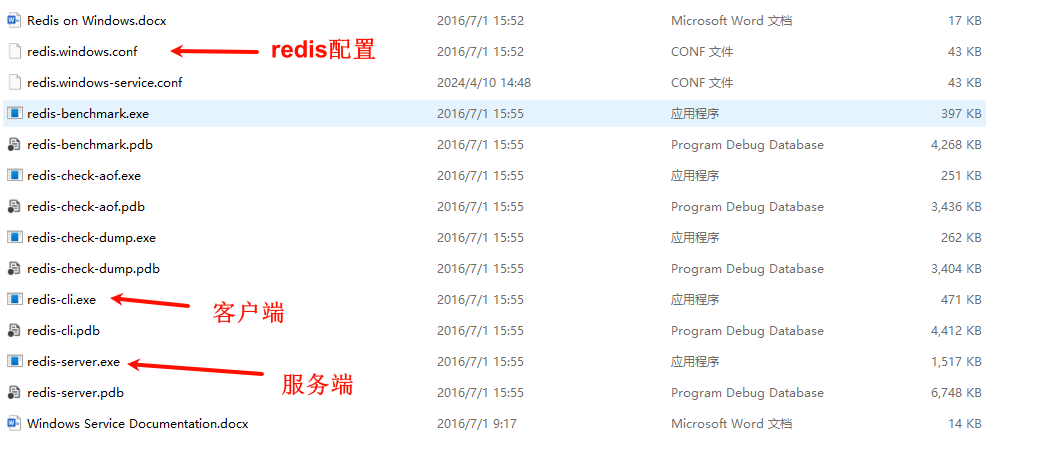 Redis on Windows.docx 2016/7/1 15:52 Microsoft Word 文档 17 KB
redis.windows.conf redis配置 2016/7/1 15:52 CONF 文件 43 KB
redis.windows-service.conf 2024/4/10 14:48 CONF 文件 43 KB
redis-benchmark.exe 2016/7/1 15:55 应用程序 397 KB
redis-benchmark.pdb 2016/7/1 15:55 Program Debug Database 4,268 KB
redis-check-aof.exe 2016/7/1 15:55 应用程序 251 KB
redis-check-aof.pdb 2016/7/1 15:55 Program Debug Database 3,436 KB
redis-check-dump.exe 2016/7/1 15:55 应用程序 262 KB
redis-check-dump.pdb 2016/7/1 15:55 Program Debug Database 3,404 KB
redis-cli.exe 2016/7/1 15:55 应用程序 471 KB
客户端
redis-cli.pdb 2016/7/1 15:55 Program Debug Database 4,412 KB
redis-server.exe 2016/7/1 15:55 应用程序 1,517 KB
服务端
redis-server.pdb 2016/7/1 15:55 Program Debug Database 6,748 KB
Windows Service Documentation.docx 2016/7/1 9:17 Microsoft Word 文档 14 KB